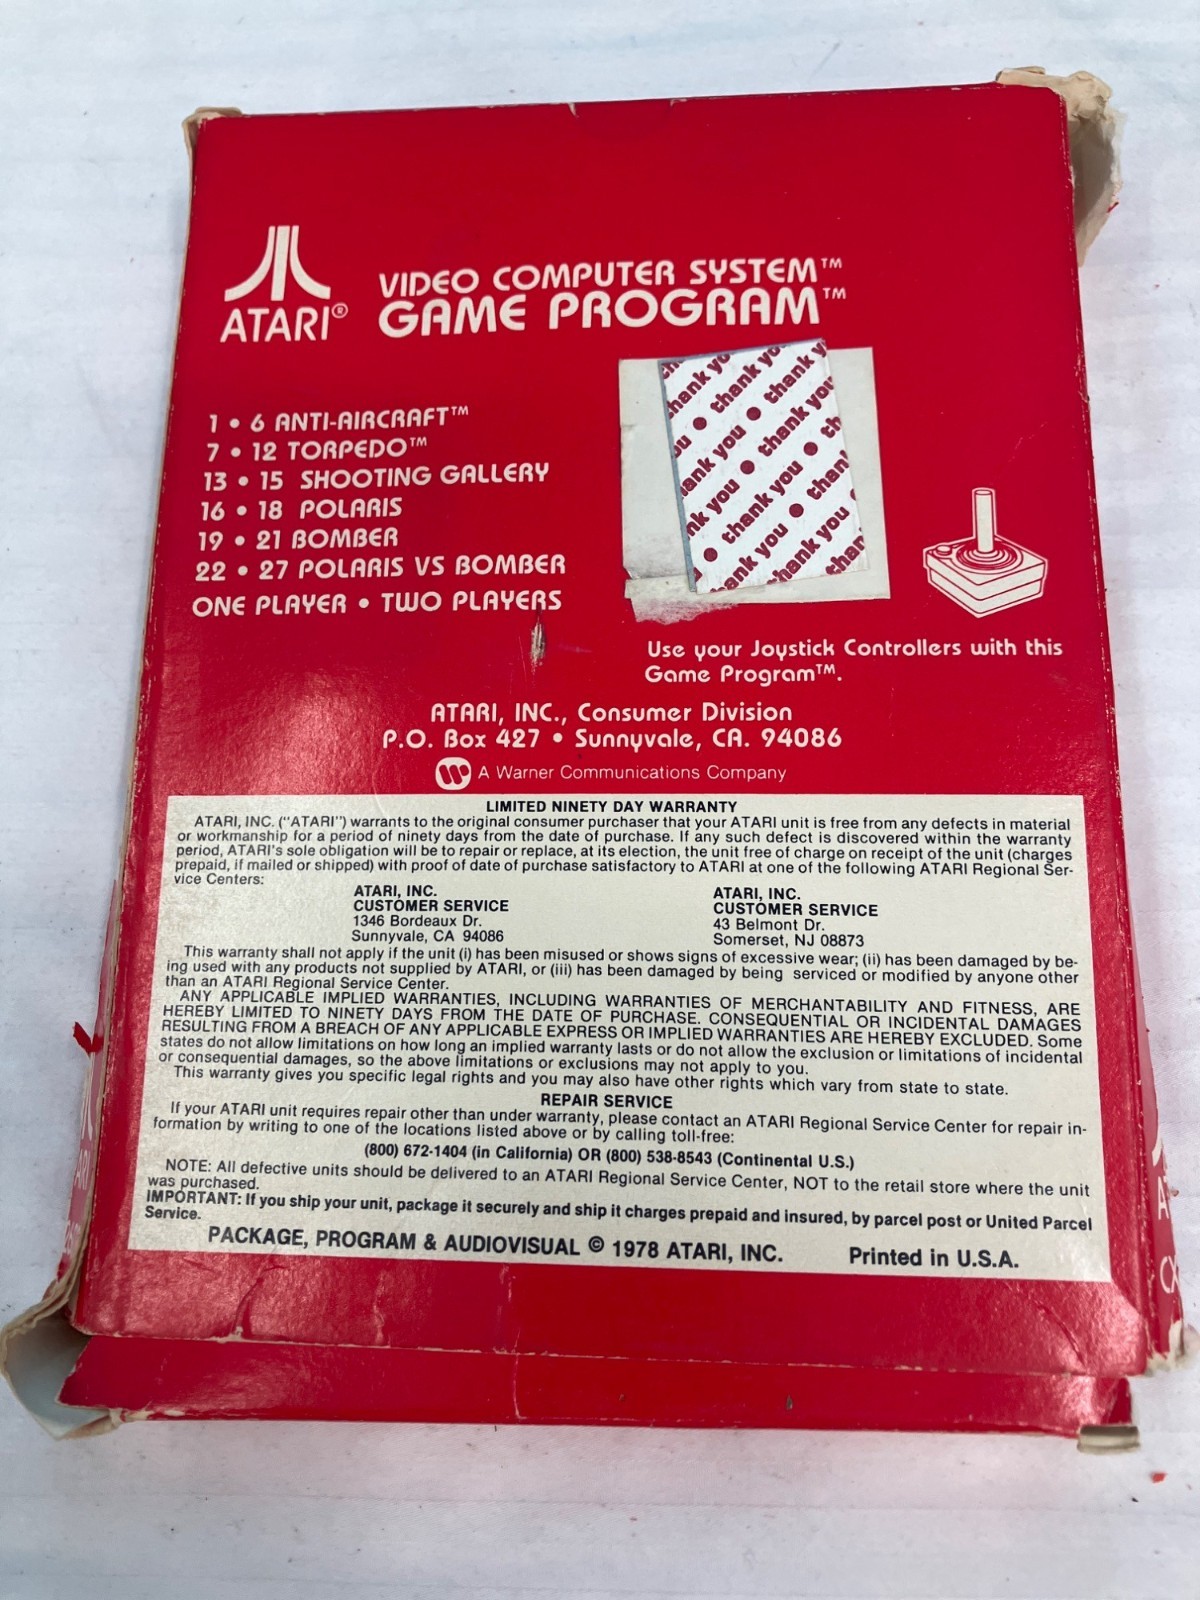 ATARI®
VIDEO COMPUTER SYSTEM™
GAME PROGRAM™
1 • 6 ANTI-AIRCRAFT™
7 • 12 TORPEDO™
13 • 15 SHOOTING GALLERY
16 • 18 POLARIS
19 • 21 BOMBER
22 • 27 POLARIS VS BOMBER
ONE PLAYER • TWO PLAYERS
thank you • thank you
thank you • thank you
thank you • thank you
Use your Joystick Controllers with this
Game Program™.
ATARI, INC., Consumer Division
P.O. Box 427 • Sunnyvale, CA. 94086
A Warner Communications Company
LIMITED NINETY DAY WARRANTY
ATARI, INC. ("ATARI") warrants to the original consumer purchaser that your ATARI unit is free from any defects in material
or workmanship for a period of ninety days from the date of purchase. If any such defect is discovered within the warranty
period, ATARI's sole obligation will be to repair or replace, at its election, the unit free of charge on receipt of the unit (charges
prepaid, if mailed or shipped) with proof of date of purchase satisfactory to ATARI at one of the following ATARI Regional Ser-
vice Centers:
ATARI, INC.
CUSTOMER SERVICE
1346 Bordeaux Dr.
Sunnyvale, CA 94086
ATARI, INC.
CUSTOMER SERVICE
43 Belmont Dr.
Somerset, NJ 08873
This warranty shall not apply if the unit (i) has been misused or shows signs of excessive wear; (ii) has been damaged by be-
ing used with any products not supplied by ATARI, or (iii) has been damaged by being serviced or modified by anyone other
than an ATARI Regional Service Center.
ANY APPLICABLE IMPLIED WARRANTIES, INCLUDING WARRANTIES OF MERCHANTABILITY AND FITNESS, ARE
HEREBY LIMITED TO NINETY DAYS FROM THE DATE OF PURCHASE. CONSEQUENTIAL OR INCIDENTAL DAMAGES
RESULTING FROM A BREACH OF ANY APPLICABLE EXPRESS OR IMPLIED WARRANTIES ARE HEREBY EXCLUDED. Some
states do not allow limitations on how long an implied warranty lasts or do not allow the exclusion or limitations of incidental
or consequential damages, so the above limitations or exclusions may not apply to you.
This warranty gives you specific legal rights and you may also have other rights which vary from state to state.
REPAIR SERVICE
If your ATARI unit requires repair other than under warranty, please contact an ATARI Regional Service Center for repair in-
formation by writing to one of the locations listed above or by calling toll-free:
(800) 672-1404 (in California) OR (800) 538-8543 (Continental U.S.)
NOTE: All defective units should be delivered to an ATARI Regional Service Center, NOT to the retail store where the unit
was purchased.
IMPORTANT: If you ship your unit, package it securely and ship it charges prepaid and insured, by parcel post or United Parcel
Service.
PACKAGE, PROGRAM & AUDIOVISUAL © 1978 ATARI, INC. Printed in U.S.A.